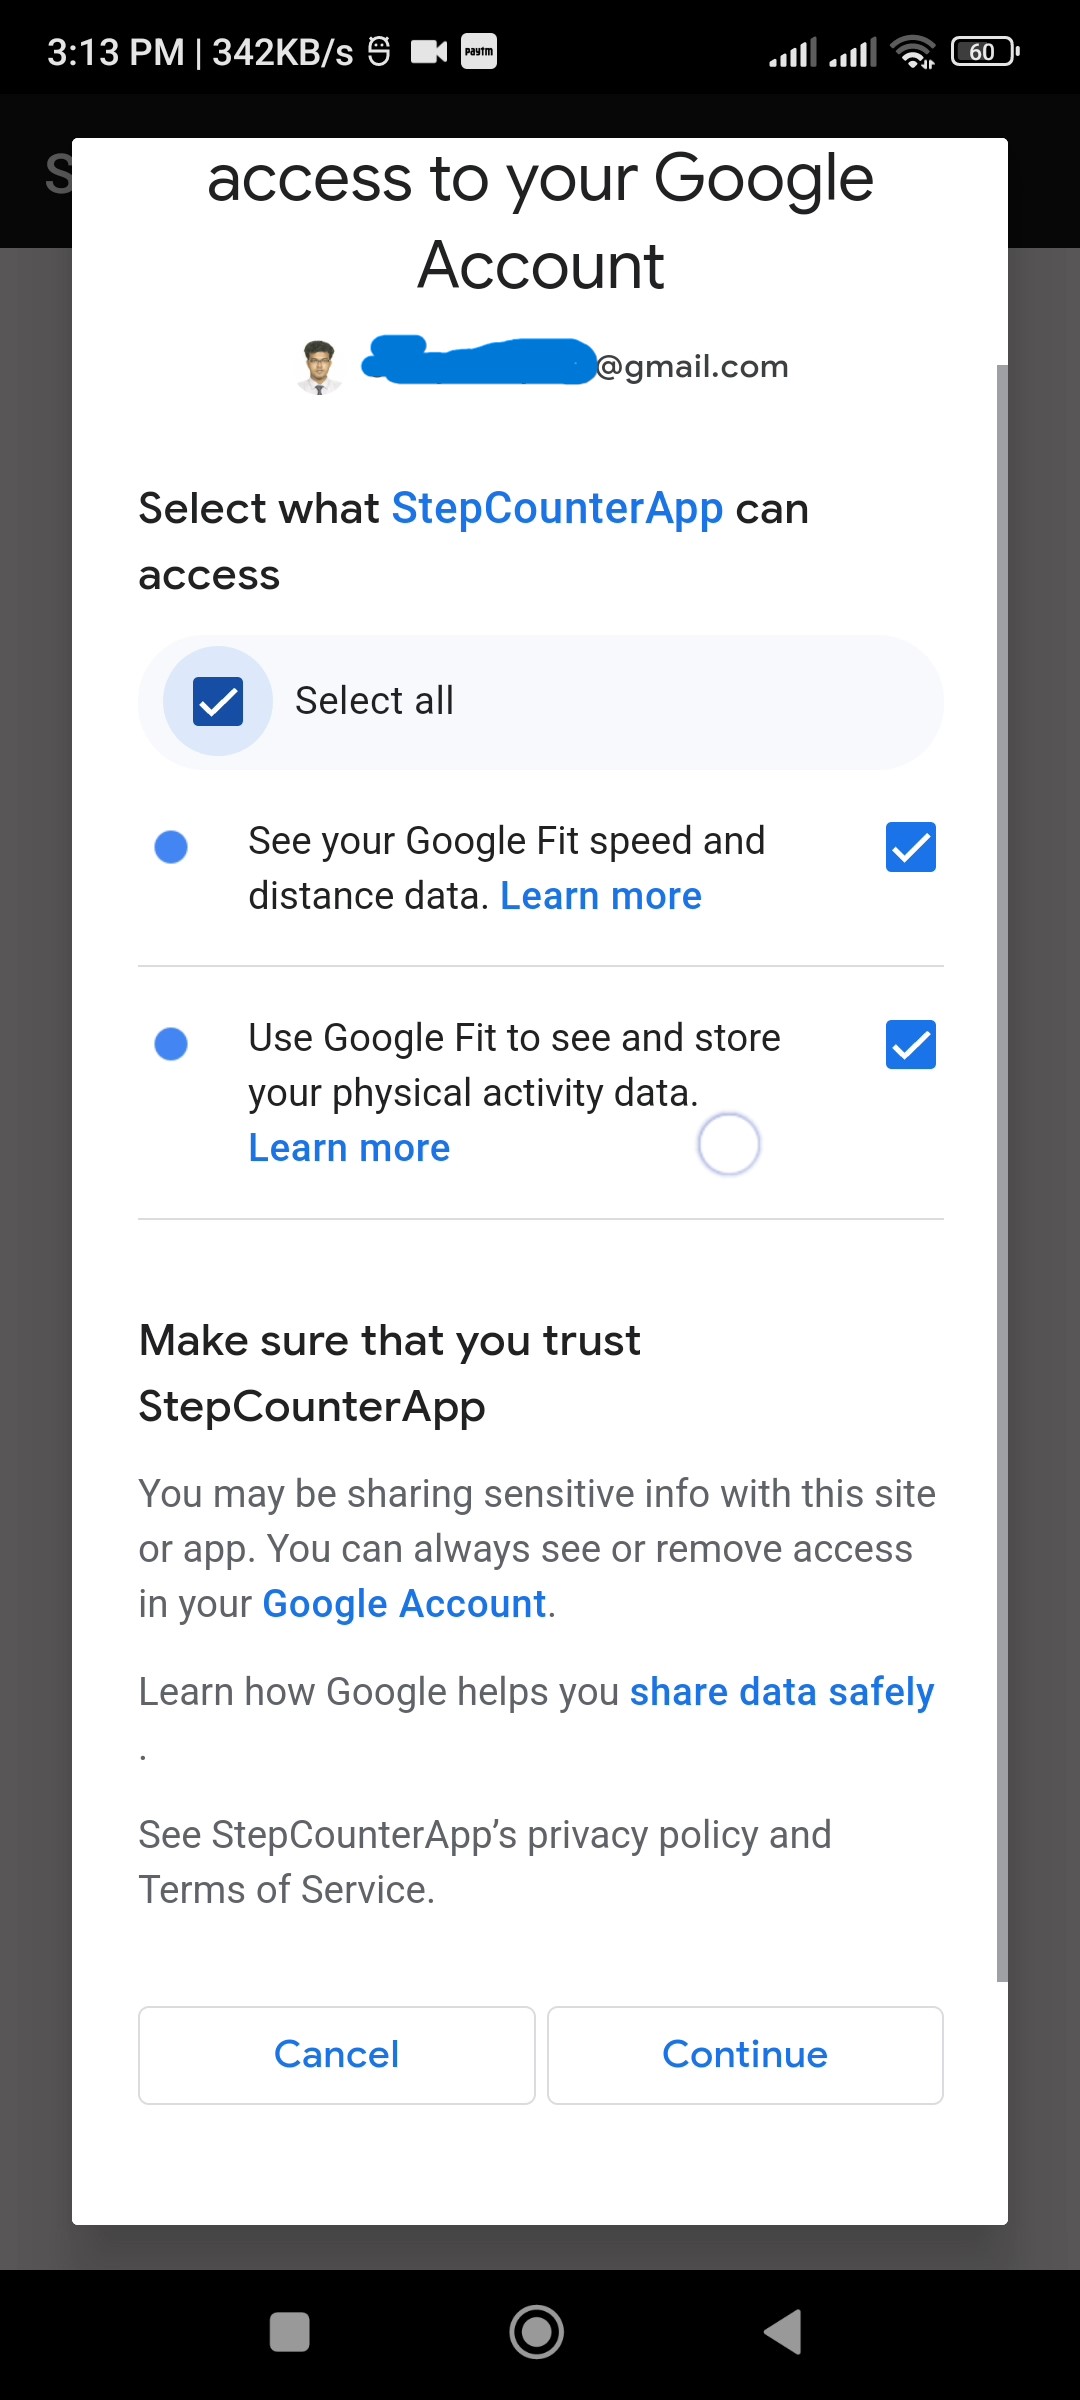 3:13 PM | 342KB/s
paytm
60
S
access to your Google
Account
@gmail.com
Select what StepCounterApp can
access
Select all
See your Google Fit speed and
distance data. Learn more
Use Google Fit to see and store
your physical activity data.
Learn more
Make sure that you trust
StepCounterApp
You may be sharing sensitive info with this site
or app. You can always see or remove access
in your Google Account.
Learn how Google helps you share data safely
.
See StepCounterApp’s privacy policy and
Terms of Service.
Cancel
Continue